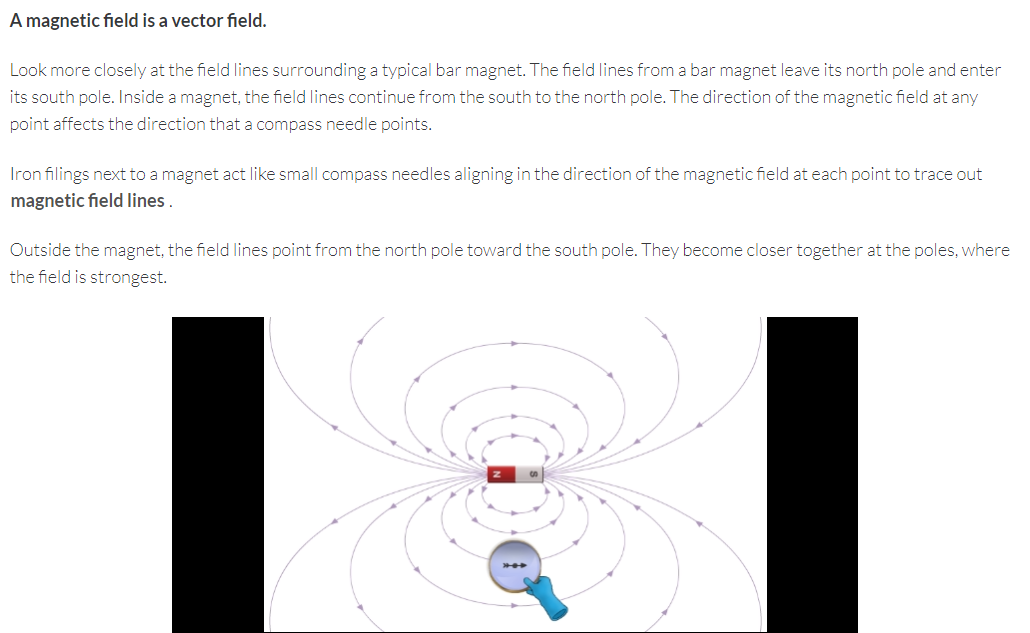 A magnetic field is a vector field.
Look more closely at the field lines surrounding a typical bar magnet. The field lines from a bar magnet leave its north pole and enter
its south pole. Inside a magnet, the field lines continue from the south to the north pole. The direction of the magnetic field at any
point affects the direction that a compass needle points.
Iron filings next to a magnet act like small compass needles aligning in the direction of the magnetic field at each point to trace out
magnetic field lines .
Outside the magnet, the field lines point from the north pole toward the south pole. They become closer together at the poles, where
the field is strongest.
N S